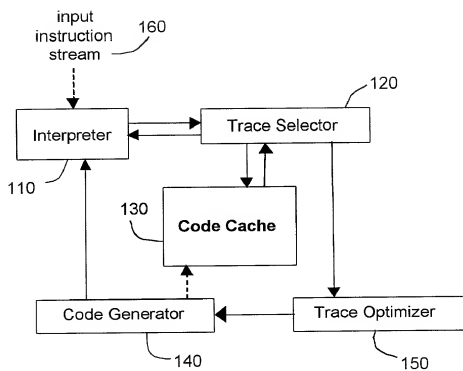 input
instruction
stream
160
120
Interpreter
Trace Selector
110
130
Code Cache
Code Generator
Trace Optimizer
140
150